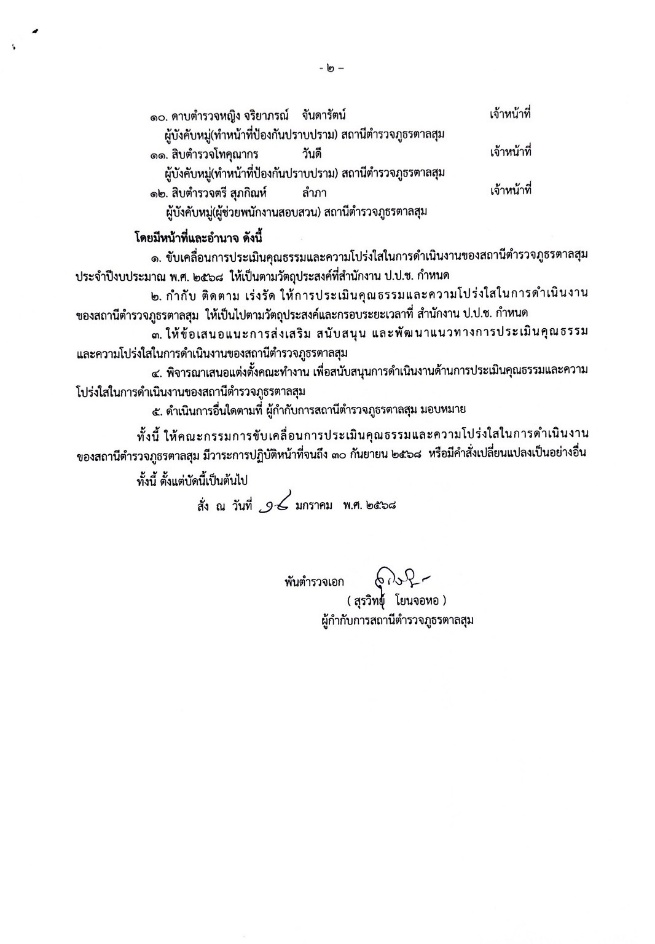 - ๒ -
๑๐. ดาบตำรวจหญิง จริยาภรณ์ จันดารัตน์ เจ้าหน้าที่
ผู้บังคับหมู่(ทำหน้าที่ป้องกันปราบปราม) สถานีตำรวจภูธรตาลสุม
๑๑. สิบตำรวจโทคุณากร วันดี เจ้าหน้าที่
ผู้บังคับหมู่(ทำหน้าที่ป้องกันปราบปราม) สถานีตำรวจภูธรตาลสุม
๑๒. สิบตำรวจตรี สุภกิณห์ ลำภา เจ้าหน้าที่
ผู้บังคับหมู่(ผู้ช่วยพนักงานสอบสวน) สถานีตำรวจภูธรตาลสุม
โดยมีหน้าที่และอำนาจ ดังนี้
๑. ขับเคลื่อนการประเมินคุณธรรมและความโปร่งใสในการดำเนินงานของสถานีตำรวจภูธรตาลสุม
ประจำปีงบประมาณ พ.ศ. ๒๕๖๘ ให้เป็นตามวัตถุประสงค์ที่สำนักงาน ป.ป.ช. กำหนด
๒. กำกับ ติดตาม เร่งรัด ให้การประเมินคุณธรรมและความโปร่งใสในการดำเนินงาน
ของสถานีตำรวจภูธรตาลสุม ให้เป็นไปตามวัตถุประสงค์และกรอบระยะเวลาที่ สำนักงาน ป.ป.ช. กำหนด
๓. ให้ข้อเสนอแนะการส่งเสริม สนับสนุน และพัฒนาแนวทางการประเมินคุณธรรม
และความโปร่งใสในการดำเนินงานของสถานีตำรวจภูธรตาลสุม
๔. พิจารณาเสนอแต่งตั้งคณะทำงาน เพื่อสนับสนุนการดำเนินงานด้านการประเมินคุณธรรมและความ
โปร่งใสในการดำเนินงานของสถานีตำรวจภูธรตาลสุม
๕. ดำเนินการอื่นใดตามที่ ผู้กำกับการสถานีตำรวจภูธรตาลสุม มอบหมาย
ทั้งนี้ ให้คณะกรรมการขับเคลื่อนการประเมินคุณธรรมและความโปร่งใสในการดำเนินงาน
ของสถานีตำรวจภูธรตาลสุม มีวาระการปฏิบัติหน้าที่จนถึง ๓๐ กันยายน ๒๕๖๘ หรือมีคำสั่งเปลี่ยนแปลงเป็นอย่างอื่น
ทั้งนี้ ตั้งแต่บัดนี้เป็นต้นไป
สั่ง ณ วันที่ มกราคม พ.ศ. ๒๕๖๘
พันตำรวจเอก
( สุรวิทย์ โยนจอหอ )
ผู้กำกับการสถานีตำรวจภูธรตาลสุม